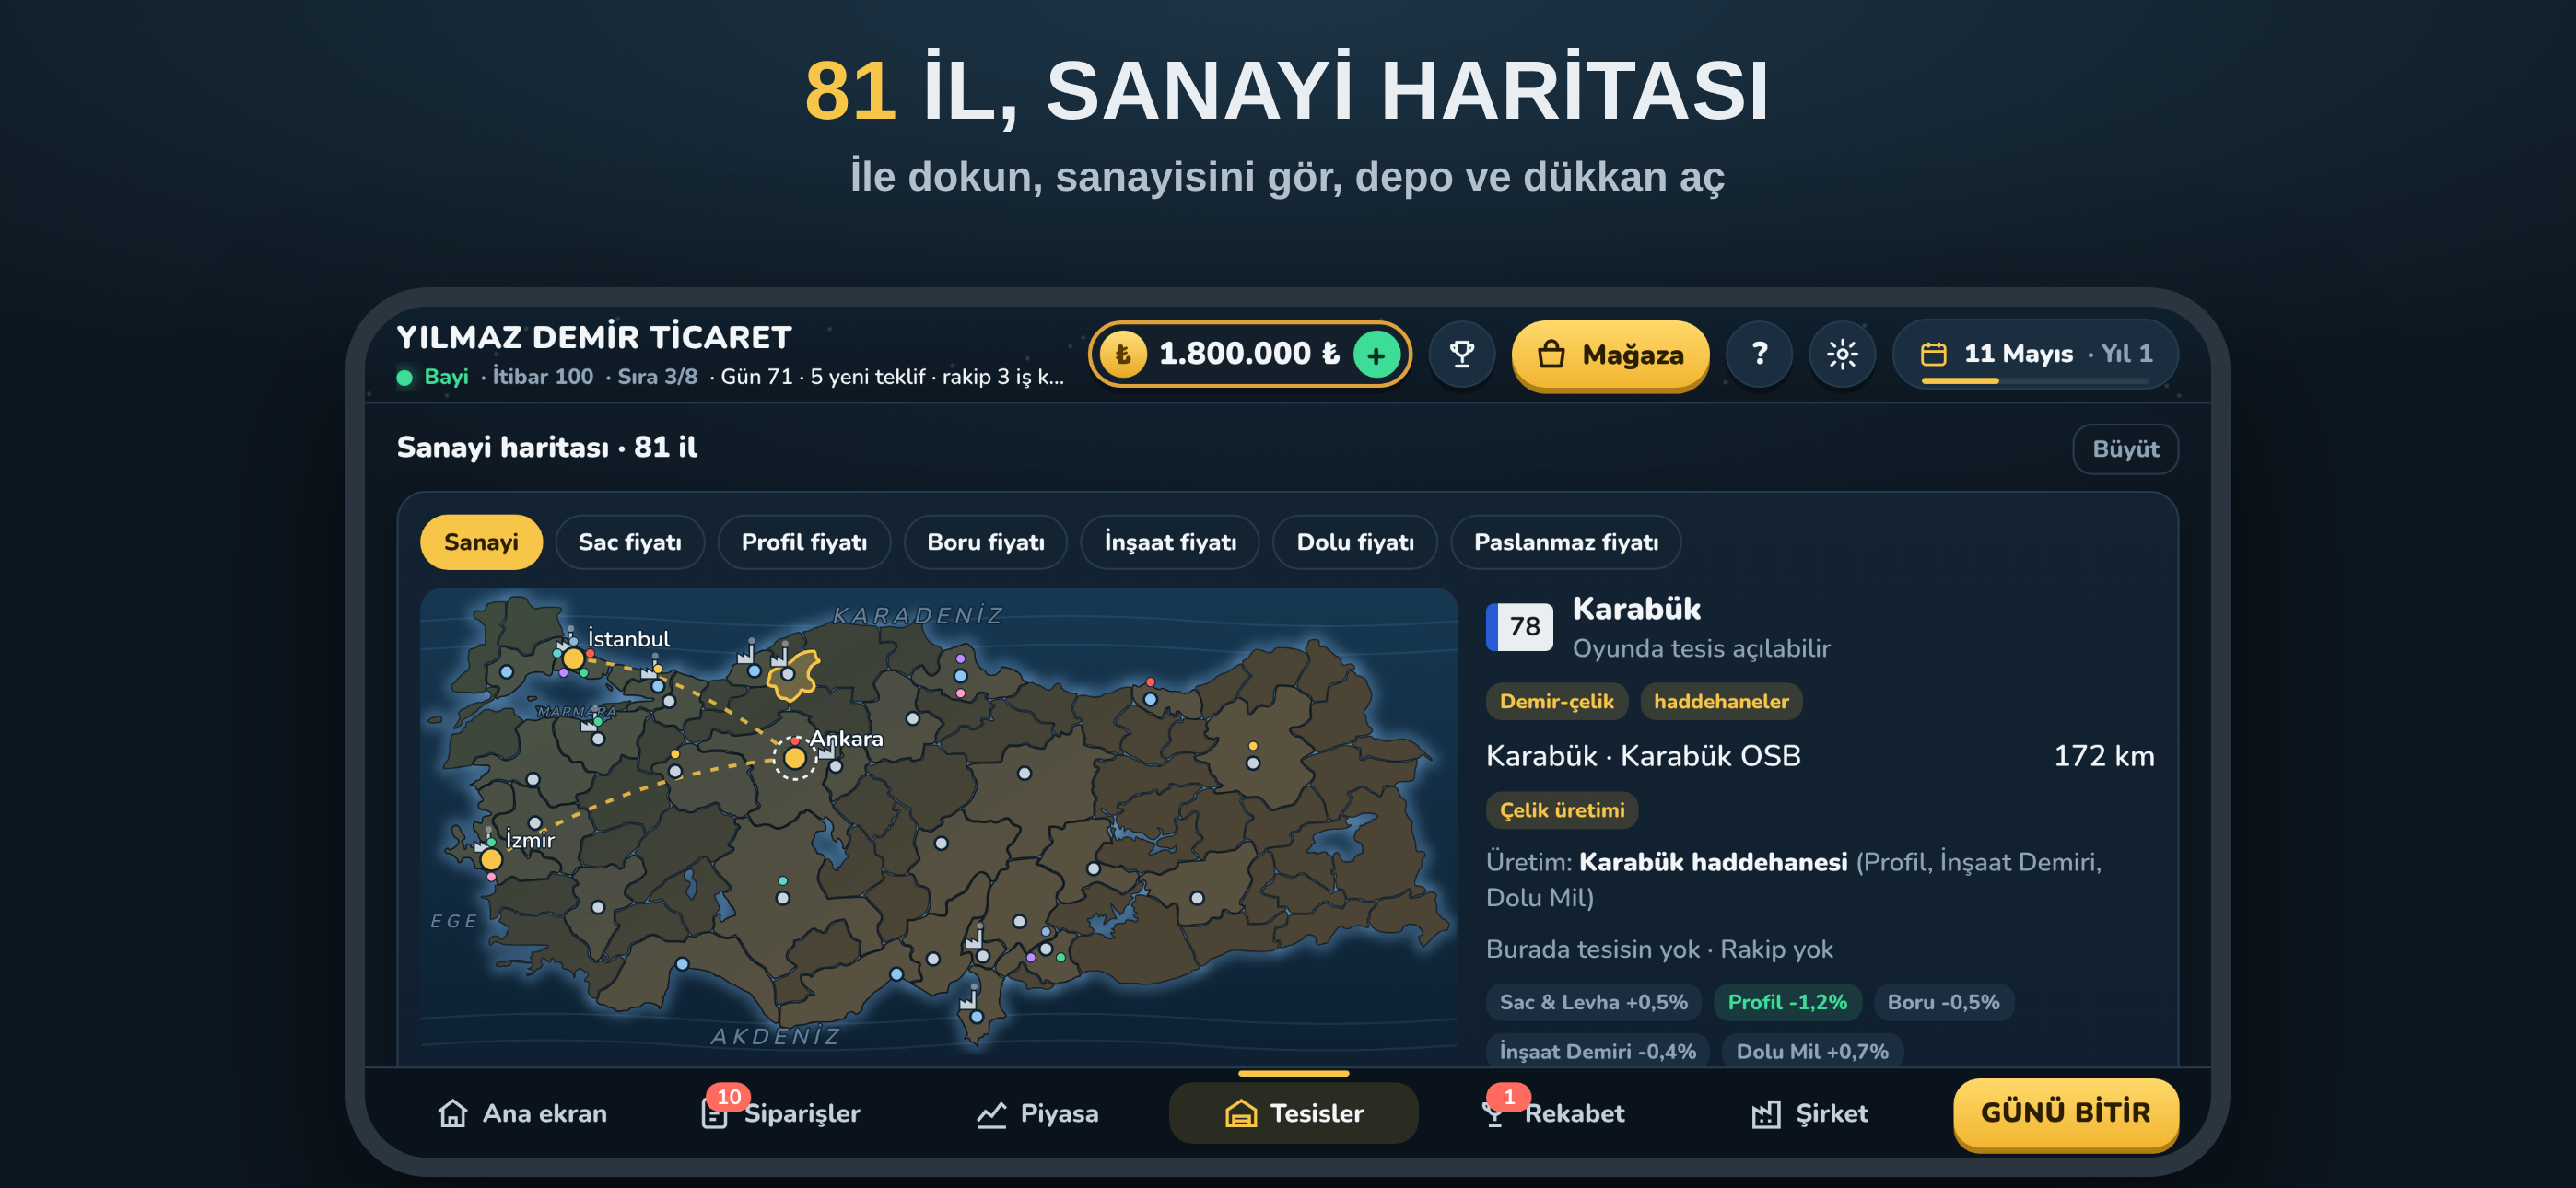 81 İL, SANAYİ HARİTASI
İle dokun, sanayisini gör, depo ve dükkan aç
YILMAZ DEMİR TİCARET
Bayi · İtibar 100 · Sıra 3/8 · Gün 71 · 5 yeni teklif · rakip 3 iş k...
₺ 1.800.000 ₺ +
Mağaza
?
11 Mayıs · Yıl 1
Sanayi haritası · 81 il
Büyüt
Sanayi
Sac fiyatı
Profil fiyatı
Boru fiyatı
İnşaat fiyatı
Dolu fiyatı
Paslanmaz fiyatı
KARADENİZ
İstanbul
MARMARA
Ankara
İzmir
EGE
AKDENİZ
78
Karabük
Oyunda tesis açılabilir
Demir-çelik
haddehaneler
Karabük · Karabük OSB
172 km
Çelik üretimi
Üretim: Karabük haddehanesi (Profil, İnşaat Demiri,
Dolu Mil)
Burada tesisin yok · Rakip yok
Sac & Levha +0,5%
Profil -1,2%
Boru -0,5%
İnşaat Demiri -0,4%
Dolu Mil +0,7%
Ana ekran
10
Siparişler
Piyasa
Tesisler
1
Rekabet
Şirket
GÜNÜ BİTİR